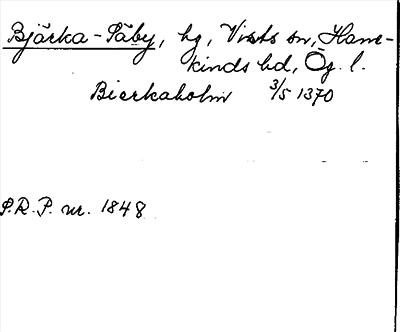 Bjärka-Säby, hg, Vists sn, Hane-
kinds hd, Ög. l.
Bierkaholm 3/5 1370
S.R.P. nr. 1848